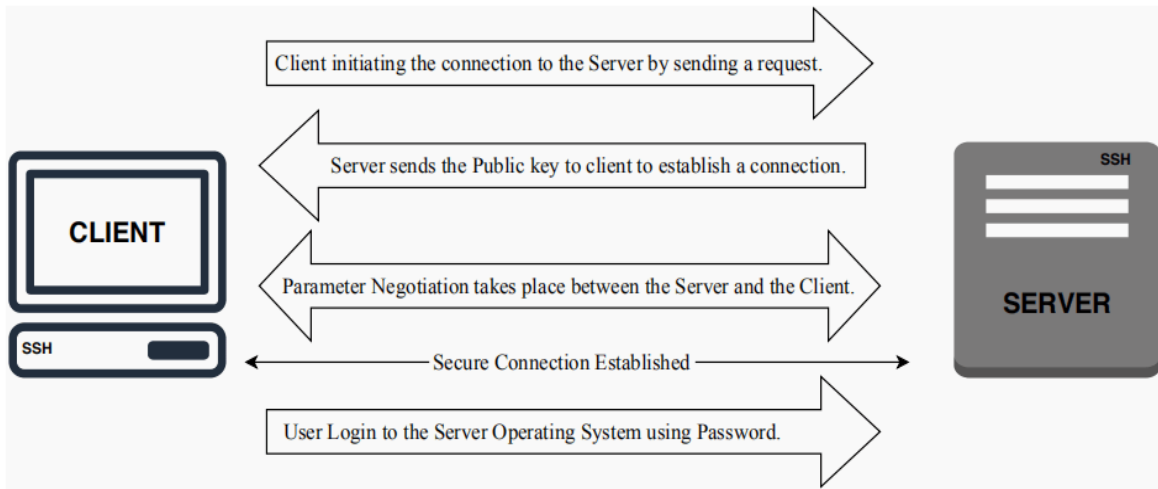 Client initiating the connection to the Server by sending a request.
Server sends the Public key to client to establish a connection.
SSH
CLIENT
Parameter Negotiation takes place between the Server and the Client.
SERVER
SSH
Secure Connection Established
User Login to the Server Operating System using Password.